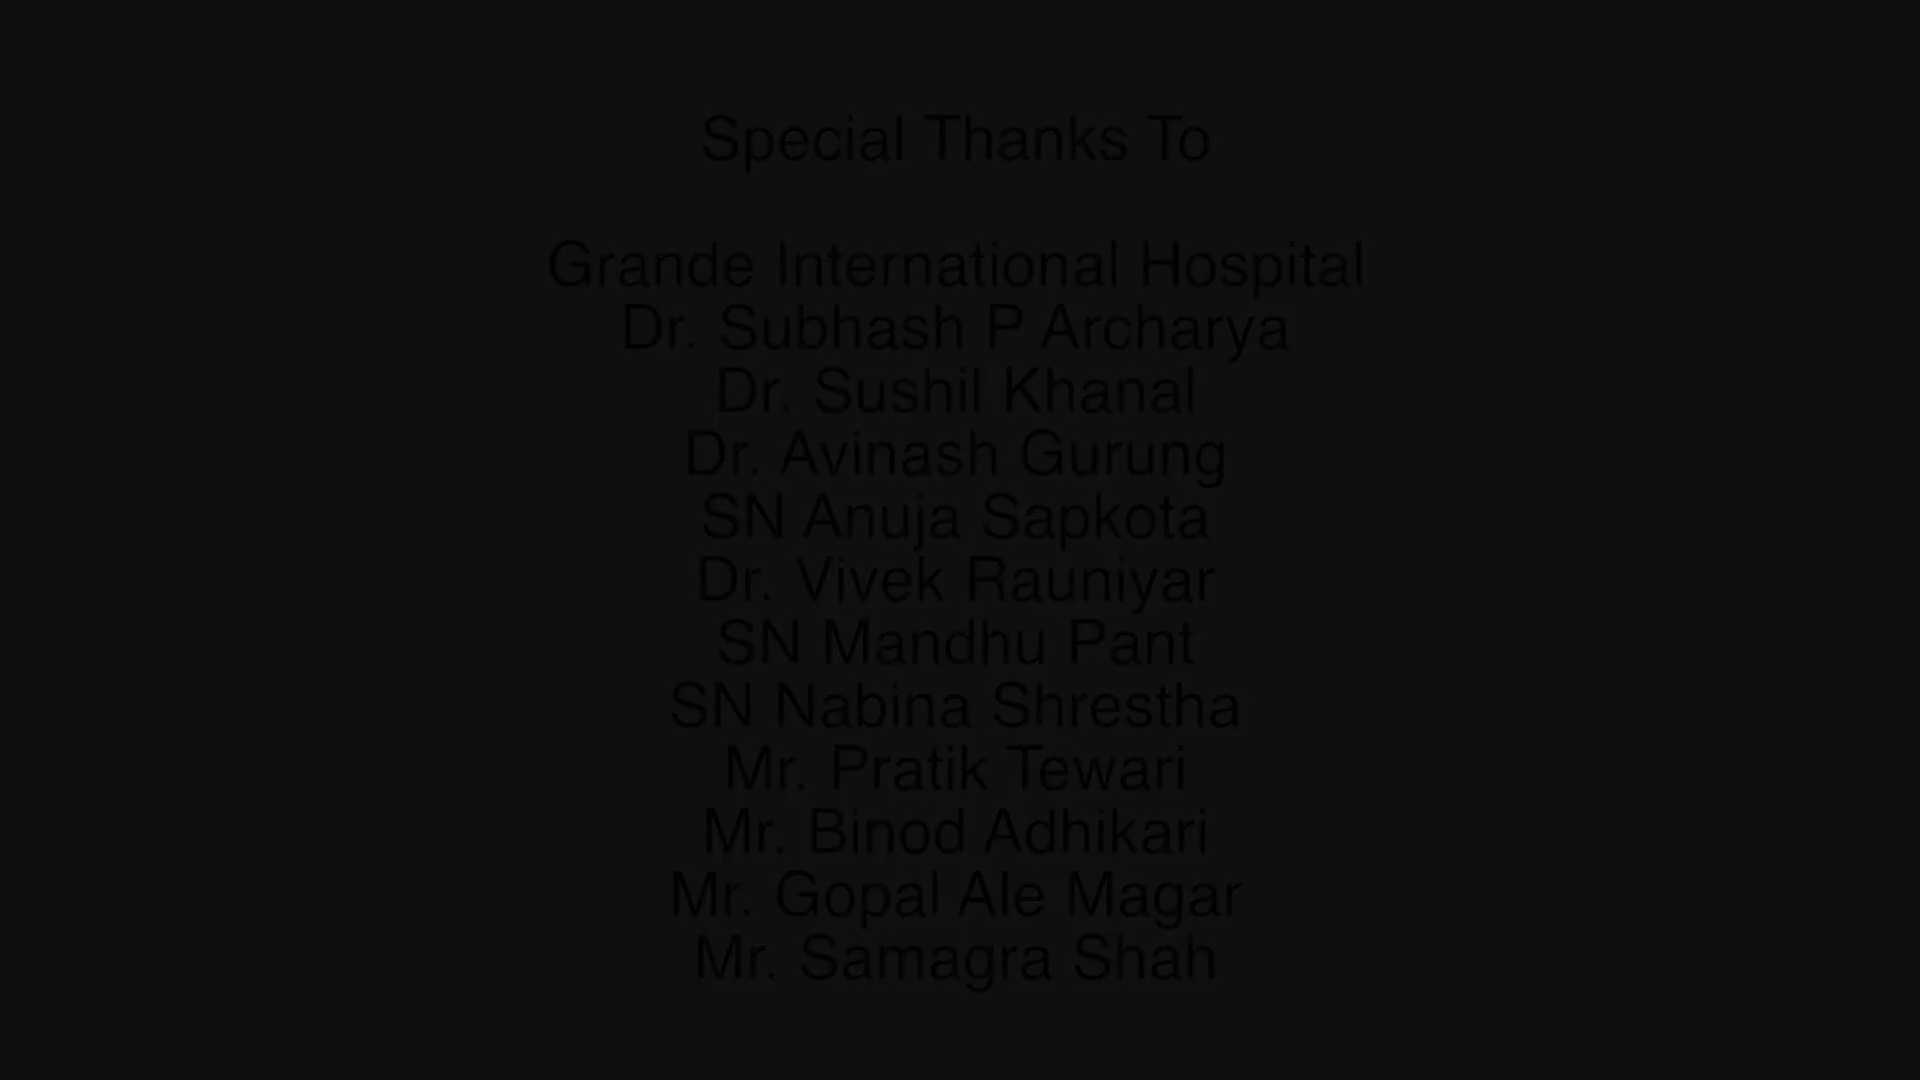 Special Thanks To
Grande International Hospital
Dr. Subhash P Archarya
Dr. Sushil Khanal
Dr. Avinash Gurung
SN Anuja Sapkota
Dr. Vivek Rauniyar
SN Mandhu Pant
SN Nabina Shrestha
Mr. Pratik Tewari
Mr. Binod Adhikari
Mr. Gopal Ale Magar
Mr. Samagra Shah